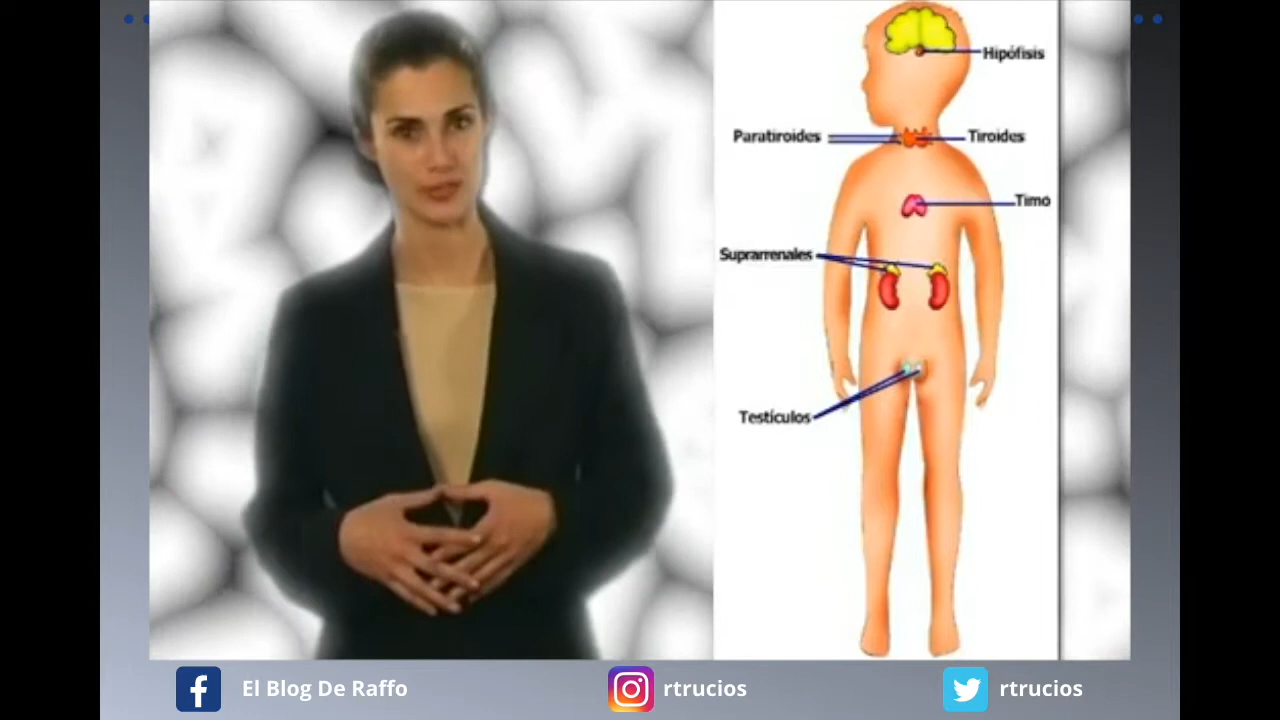 Hipófisis
Paratiroides
Tiroides
Timo
Suprarrenales
Testículos
El Blog De Raffo
rtrucios
rtrucios